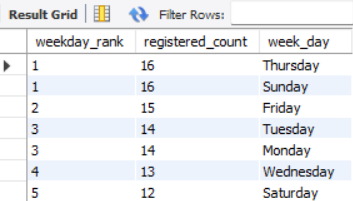 Result Grid Filter Rows:
weekday_rank registered_count week_day
1 16 Thursday
1 16 Sunday
2 15 Friday
3 14 Tuesday
3 14 Monday
4 13 Wednesday
5 12 Saturday